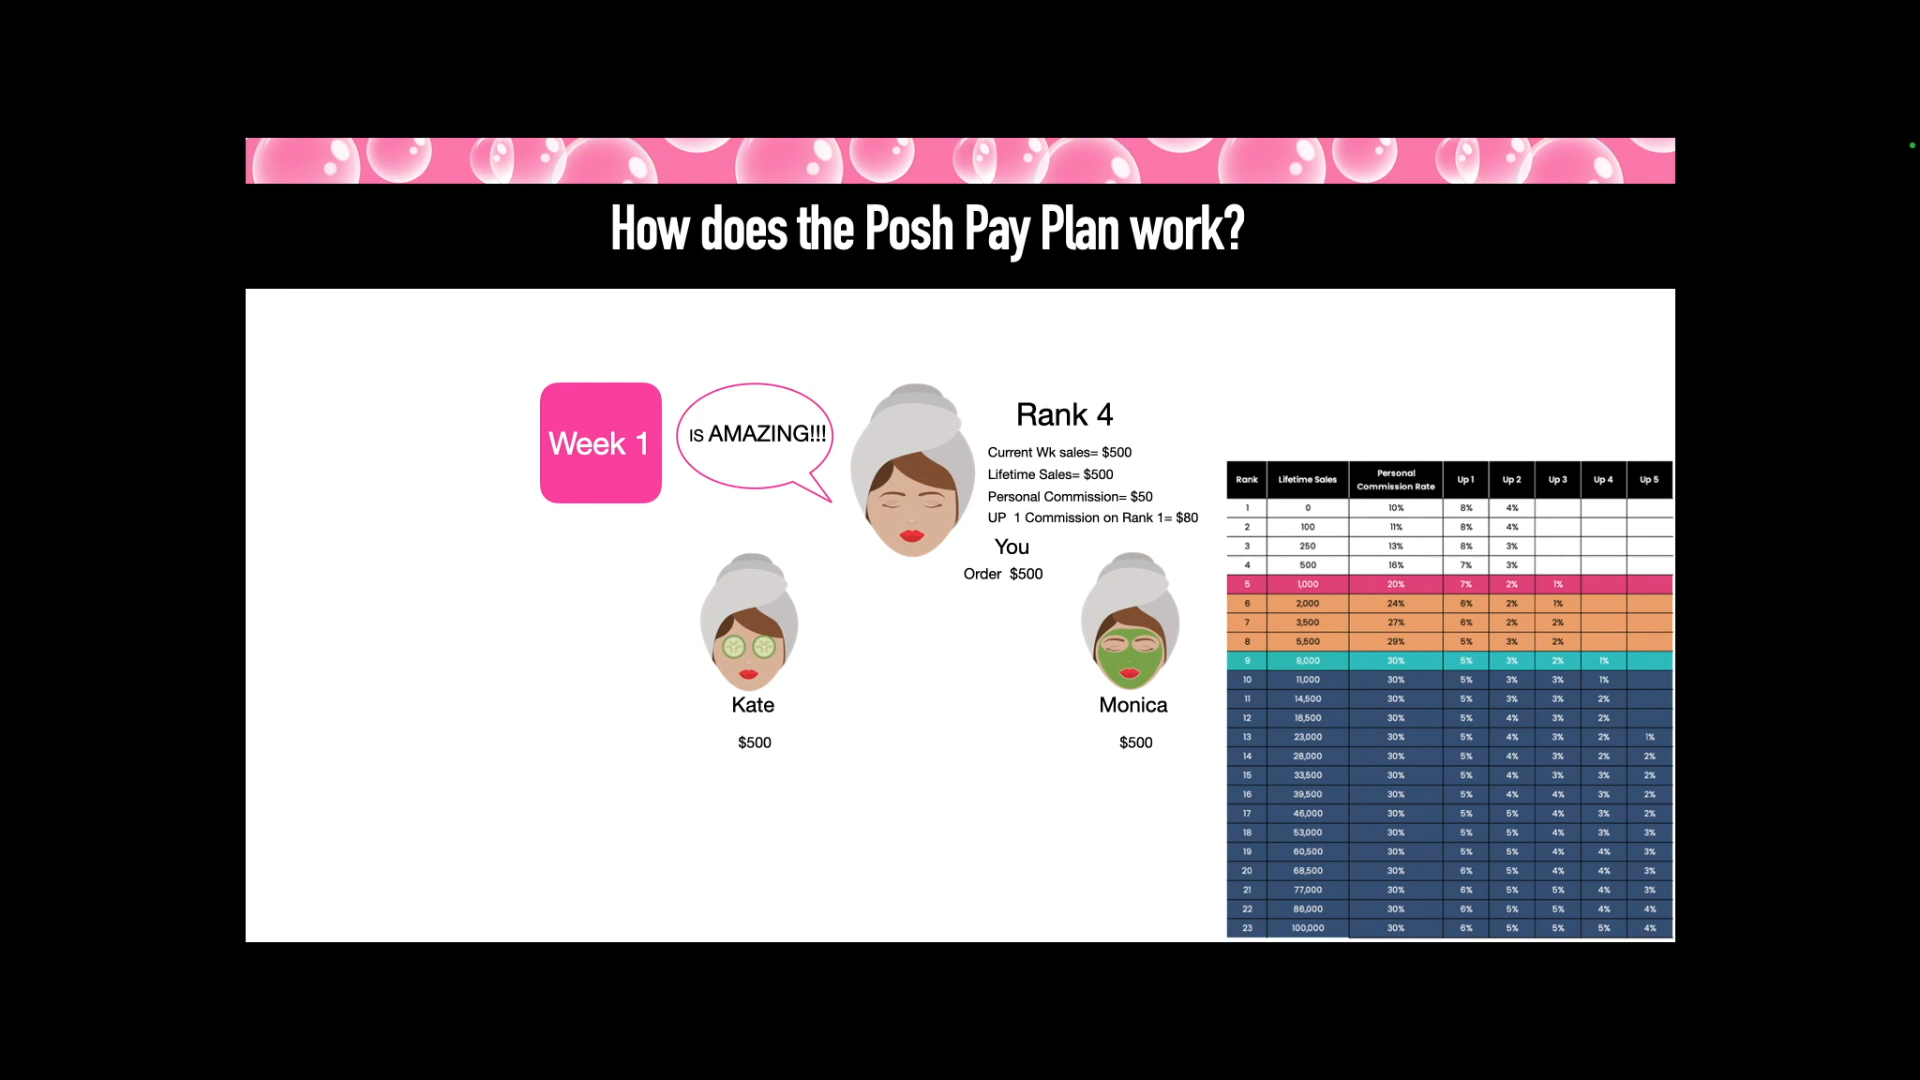 How does the Posh Pay Plan work?
Week 1
IS AMAZING!!!
Rank 4
Current Wk sales= $500
Lifetime Sales= $500
Personal Commission= $50
UP 1 Commission on Rank 1= $80
You
Order $500
Kate
$500
Monica
$500
Rank Lifetime Sales Personal Commission Rate Up 1 Up 2 Up 3 Up 4 Up 5
1 0 10% 8% 4%
2 100 11% 8% 4%
3 250 13% 8% 3%
4 500 16% 7% 3%
5 1,000 20% 7% 2% 1%
6 2,000 24% 6% 2% 1%
7 3,500 27% 6% 2% 2%
8 5,500 29% 5% 3% 2%
9 8,000 30% 5% 3% 2% 1%
10 11,000 30% 5% 3% 3% 1%
11 14,500 30% 5% 3% 3% 2%
12 18,500 30% 5% 4% 3% 2%
13 23,000 30% 5% 4% 3% 2% 1%
14 28,000 30% 5% 4% 3% 2% 2%
15 33,500 30% 5% 4% 3% 3% 2%
16 39,500 30% 5% 4% 4% 3% 2%
17 46,000 30% 5% 5% 4% 3% 2%
18 53,000 30% 5% 5% 4% 3% 3%
19 60,500 30% 5% 5% 4% 4% 3%
20 68,500 30% 6% 5% 4% 4% 3%
21 77,000 30% 6% 5% 5% 4% 3%
22 86,000 30% 6% 5% 5% 4% 4%
23 100,000 30% 6% 5% 5% 5% 4%